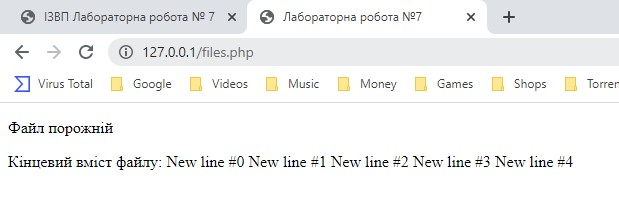 ІЗВП Лабораторна робота № 7
Лабораторна робота №7
127.0.0.1/files.php
Virus Total Google Videos Music Money Games Shops Torren
Файл порожній
Кінцевий вміст файлу: New line #0 New line #1 New line #2 New line #3 New line #4